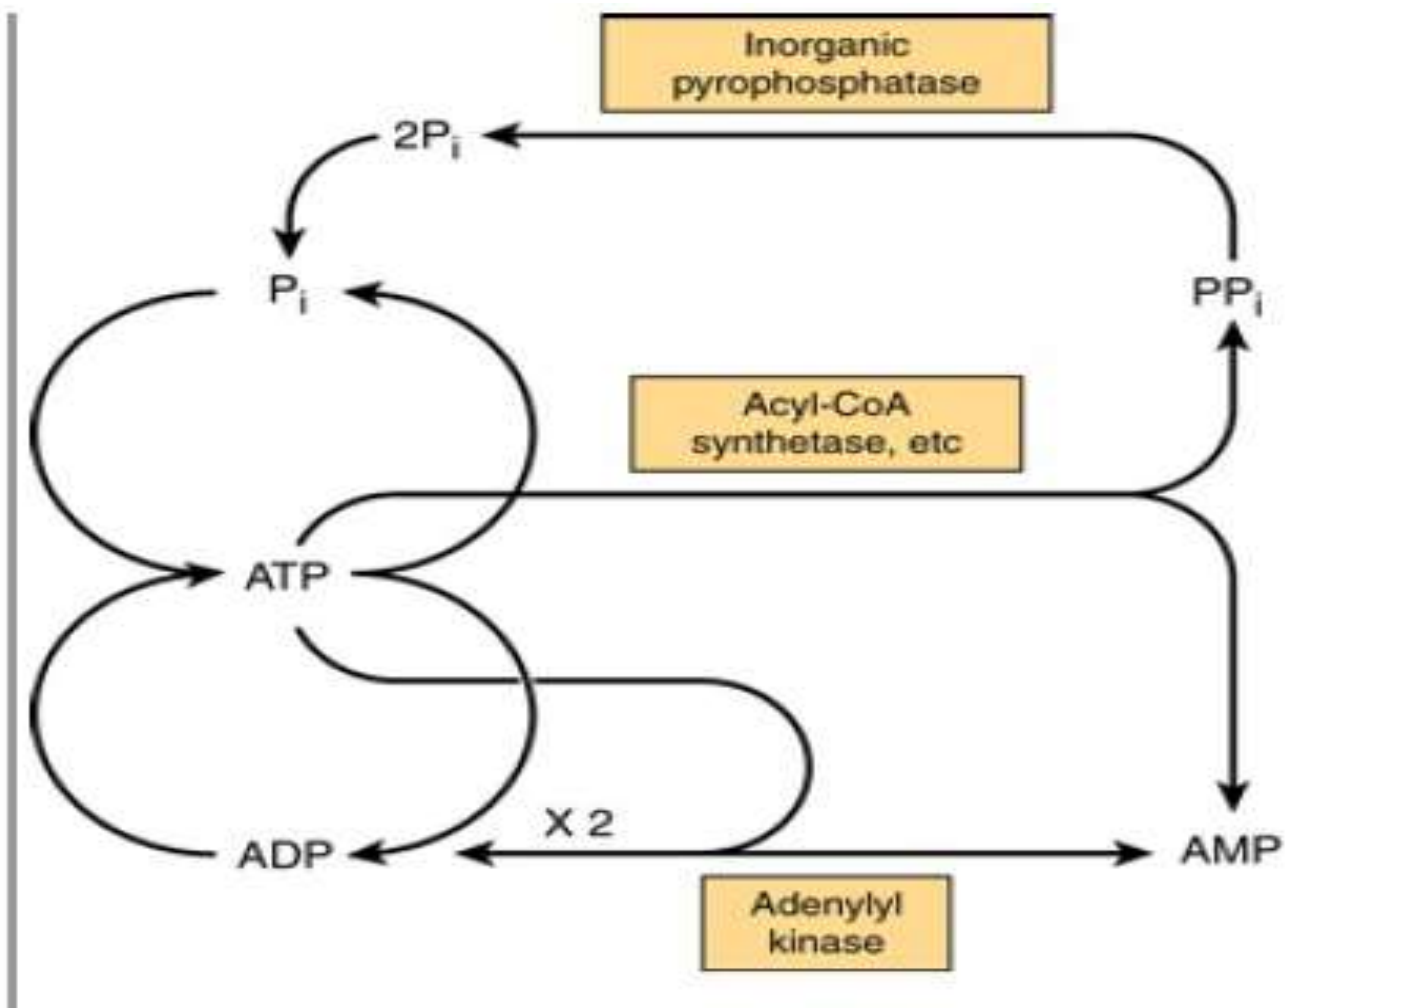 Inorganic
pyrophosphatase
2Pi
Pi
PPi
Acyl-CoA
synthetase, etc
ATP
X 2
ADP
AMP
Adenylyl
kinase